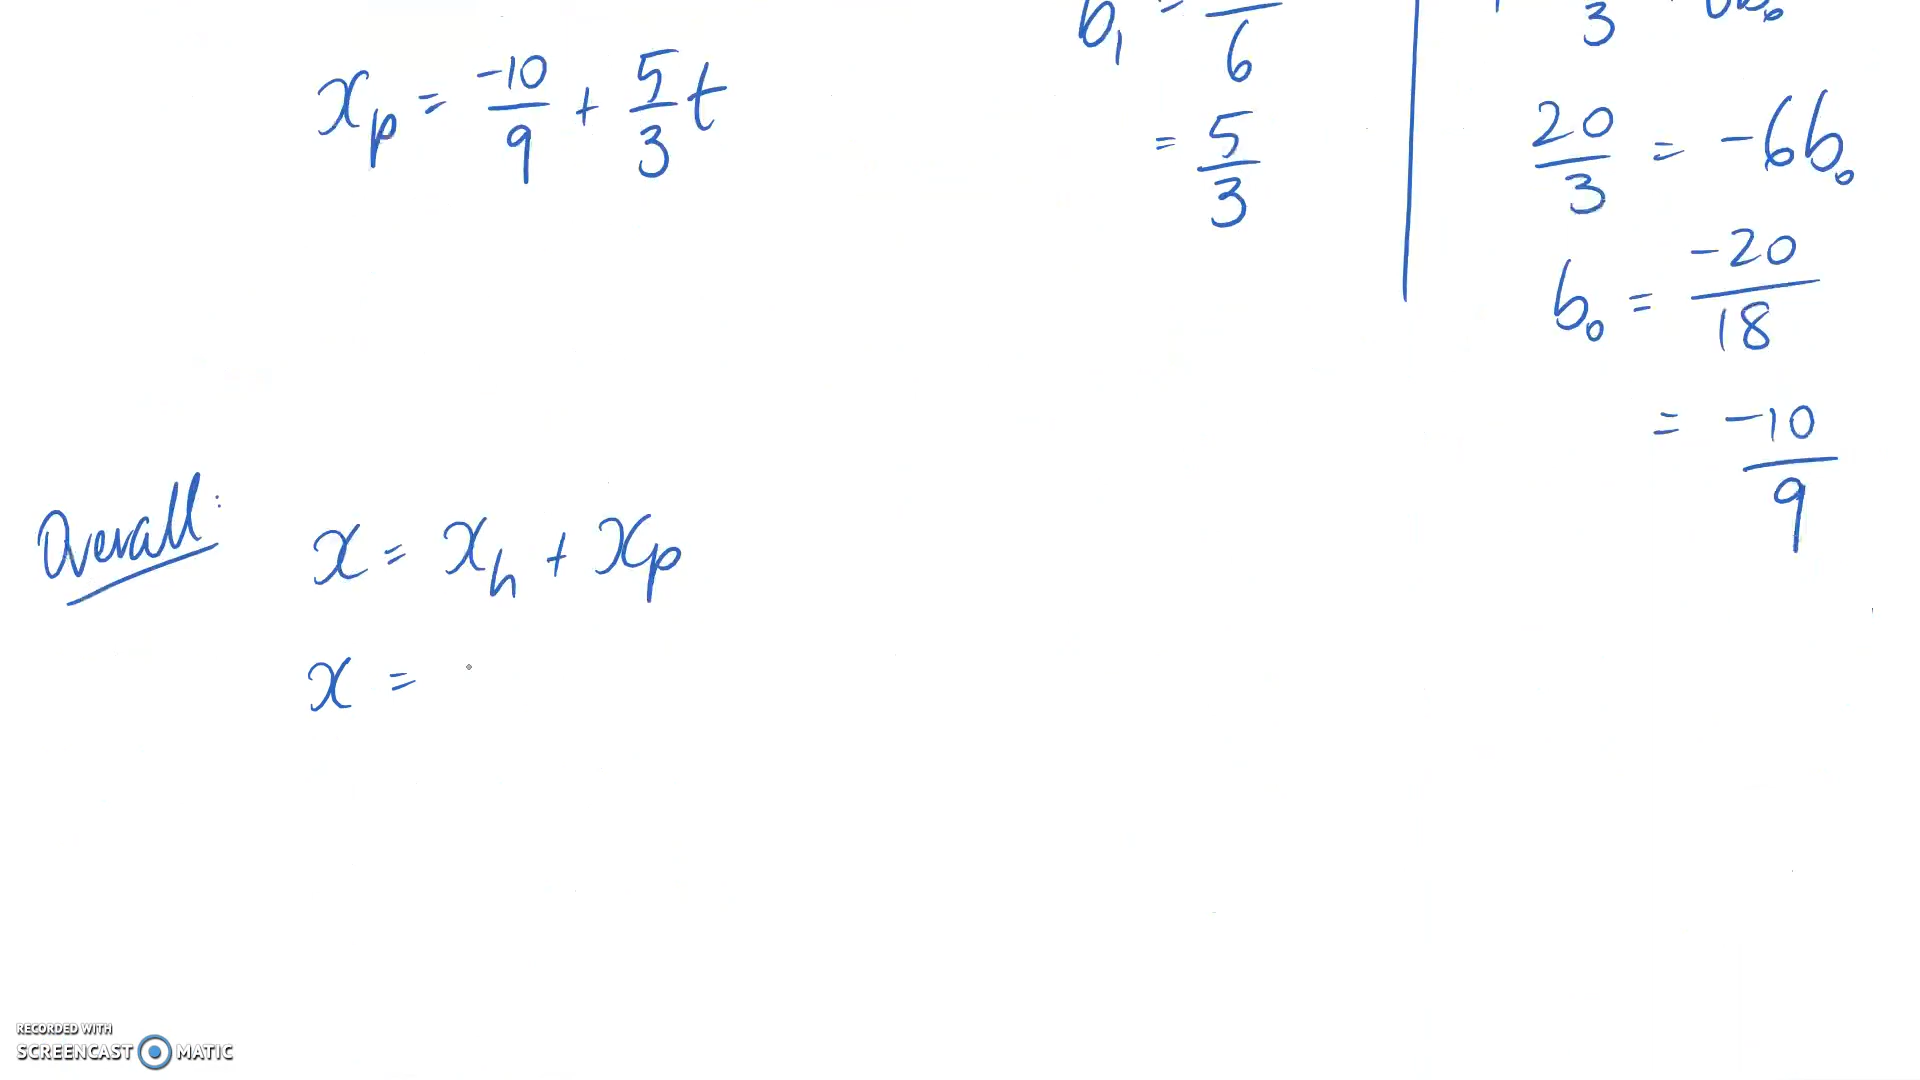 x_p = -10/9 + 5/3 t
b_1 = /6
= 5/3
3
20/3 = -6b_0
b_0 = -20/18
= -10/9
Overall: x = x_h + x_p
x =
RECORDED WITH
SCREENCAST MATIC